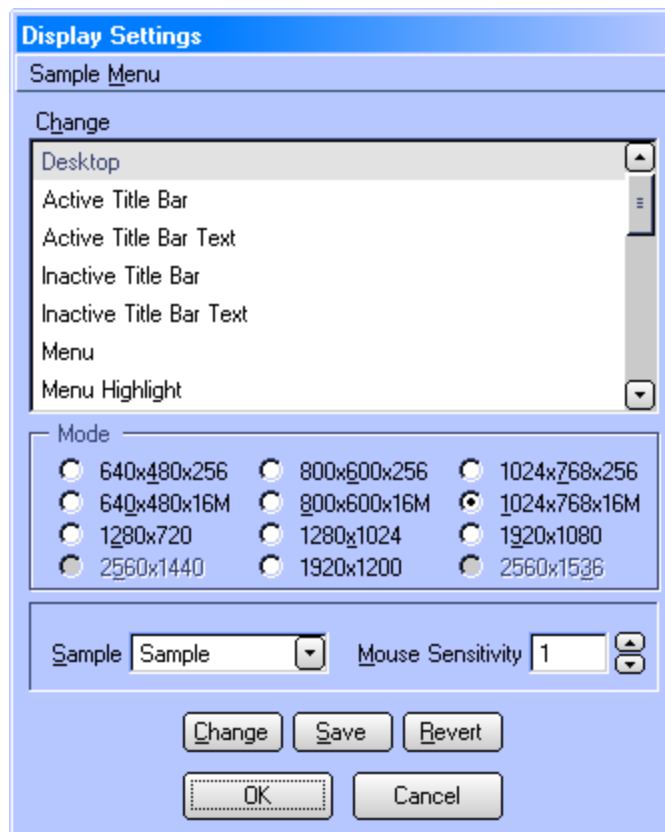 Display Settings
Sample Menu
Change
Desktop
Active Title Bar
Active Title Bar Text
Inactive Title Bar
Inactive Title Bar Text
Menu
Menu Highlight
Mode
640x480x256 800x600x256 1024x768x256
640x480x16M 800x600x16M 1024x768x16M
1280x720 1280x1024 1920x1080
2560x1440 1920x1200 2560x1536
Sample Sample Mouse Sensitivity 1
Change Save Revert
OK Cancel